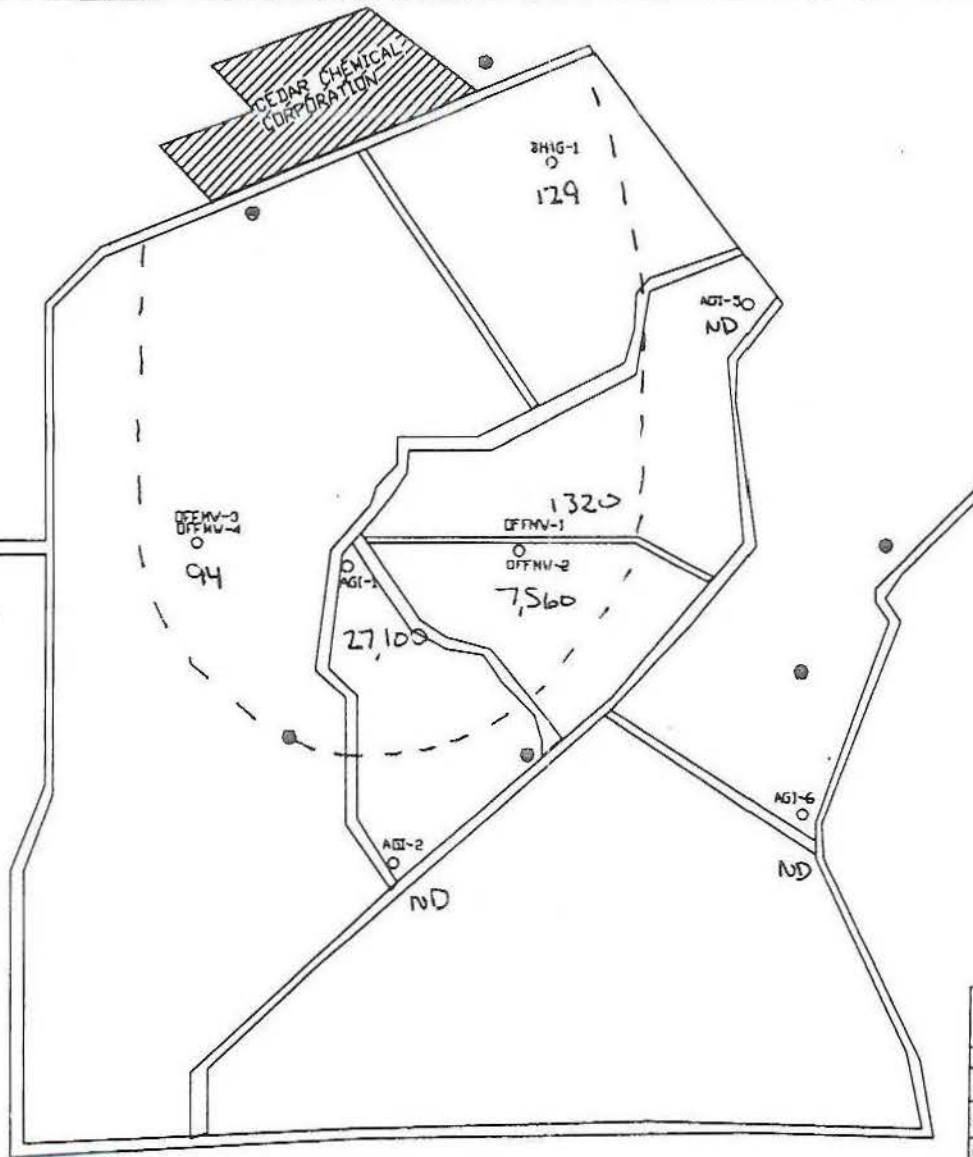 CEDAR CHEMICAL
CORPORATION
129
AGI-5
ND
1320
OFFMW-3
OFFMW-4
94
OFFMW-1
OFFMW-2
7,560
AGI-1
27,100
AGI-6
ND
AGI-2
ND